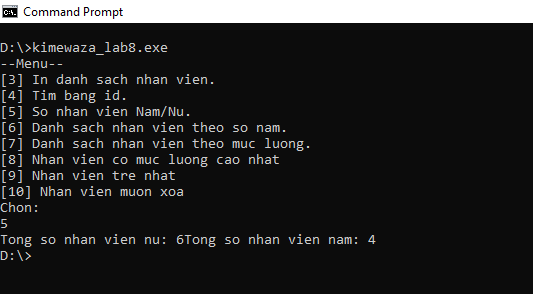 Command Prompt
D:\>kimewaza_lab8.exe
--Menu--
[3] In danh sach nhan vien.
[4] Tim bang id.
[5] So nhan vien Nam/Nu.
[6] Danh sach nhan vien theo so nam.
[7] Danh sach nhan vien theo muc luong.
[8] Nhan vien co muc luong cao nhat
[9] Nhan vien tre nhat
[10] Nhan vien muon xoa
Chon:
5
Tong so nhan vien nu: 6Tong so nhan vien nam: 4
D:\>